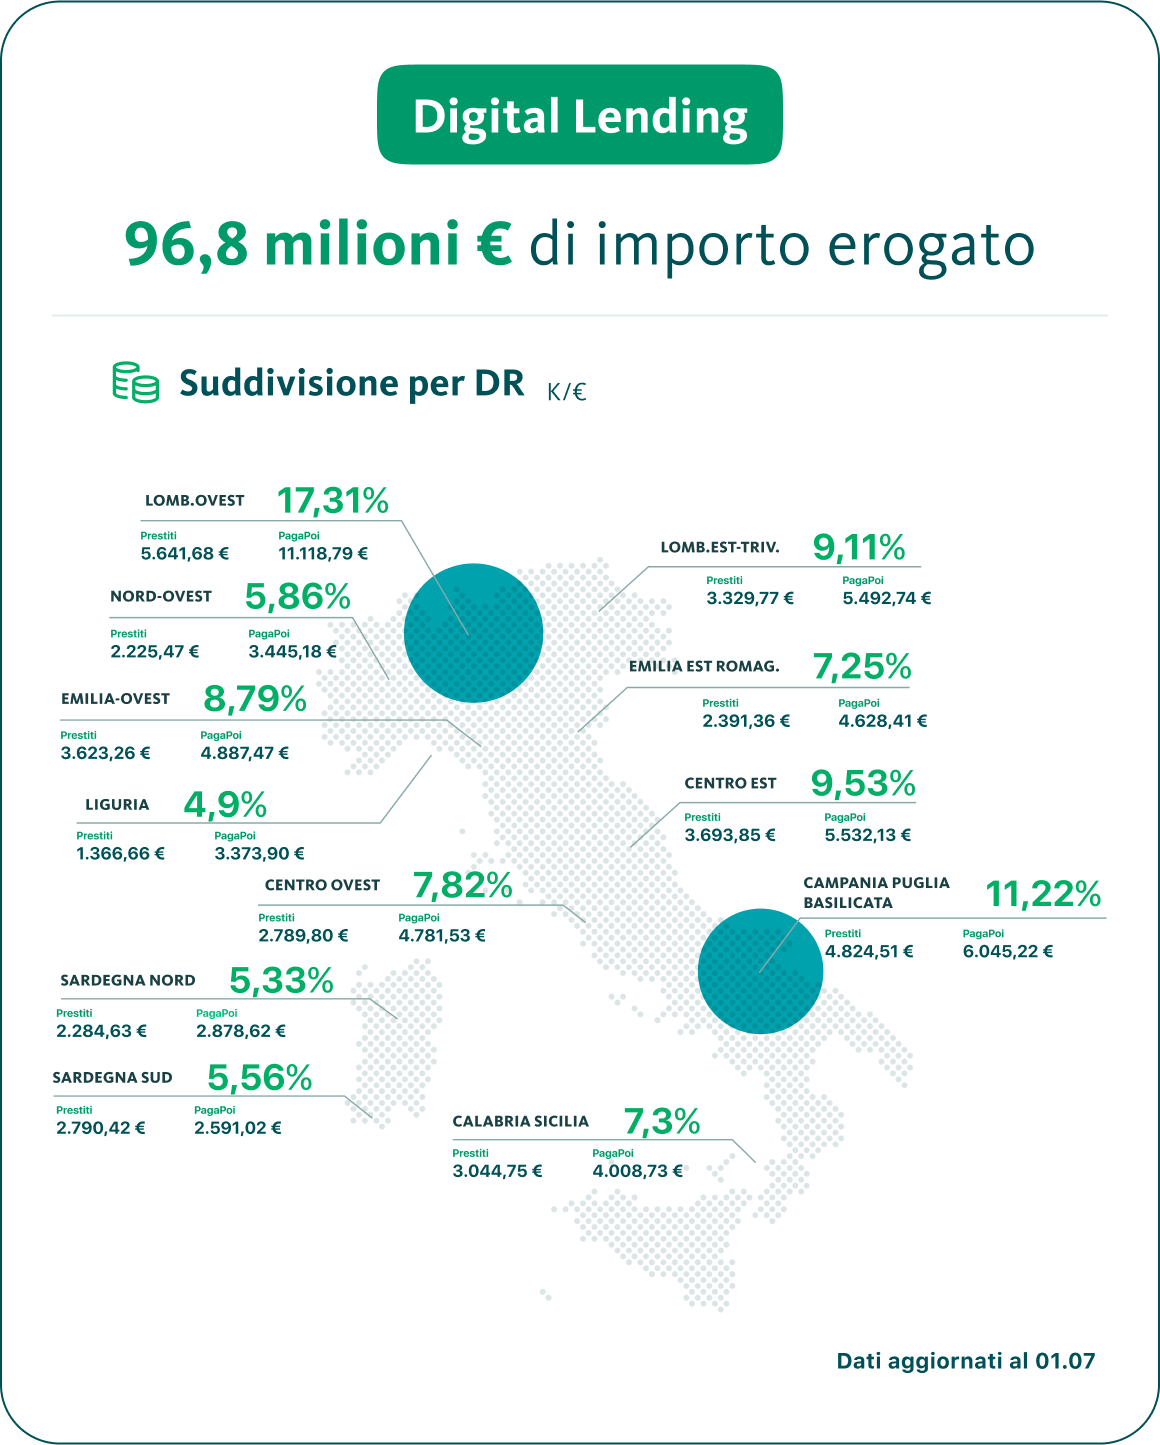 Digital Lending
96,8 milioni € di importo erogato
Suddivisione per DR K/€
LOMB.OVEST 17,31%
Prestiti PagaPoi
5.641,68 € 11.118,79 €
LOMB.EST-TRIV. 9,11%
Prestiti PagaPoi
3.329,77 € 5.492,74 €
NORD-OVEST 5,86%
Prestiti PagaPoi
2.225,47 € 3.445,18 €
EMILIA EST ROMAG. 7,25%
Prestiti PagaPoi
2.391,36 € 4.628,41 €
EMILIA-OVEST 8,79%
Prestiti PagaPoi
3.623,26 € 4.887,47 €
CENTRO EST 9,53%
Prestiti PagaPoi
3.693,85 € 5.532,13 €
LIGURIA 4,9%
Prestiti PagaPoi
1.366,66 € 3.373,90 €
CENTRO OVEST 7,82%
Prestiti PagaPoi
2.789,80 € 4.781,53 €
CAMPANIA PUGLIA
BASILICATA 11,22%
Prestiti PagaPoi
4.824,51 € 6.045,22 €
SARDEGNA NORD 5,33%
Prestiti PagaPoi
2.284,63 € 2.878,62 €
SARDEGNA SUD 5,56%
Prestiti PagaPoi
2.790,42 € 2.591,02 €
CALABRIA SICILIA 7,3%
Prestiti PagaPoi
3.044,75 € 4.008,73 €
Dati aggiornati al 01.07